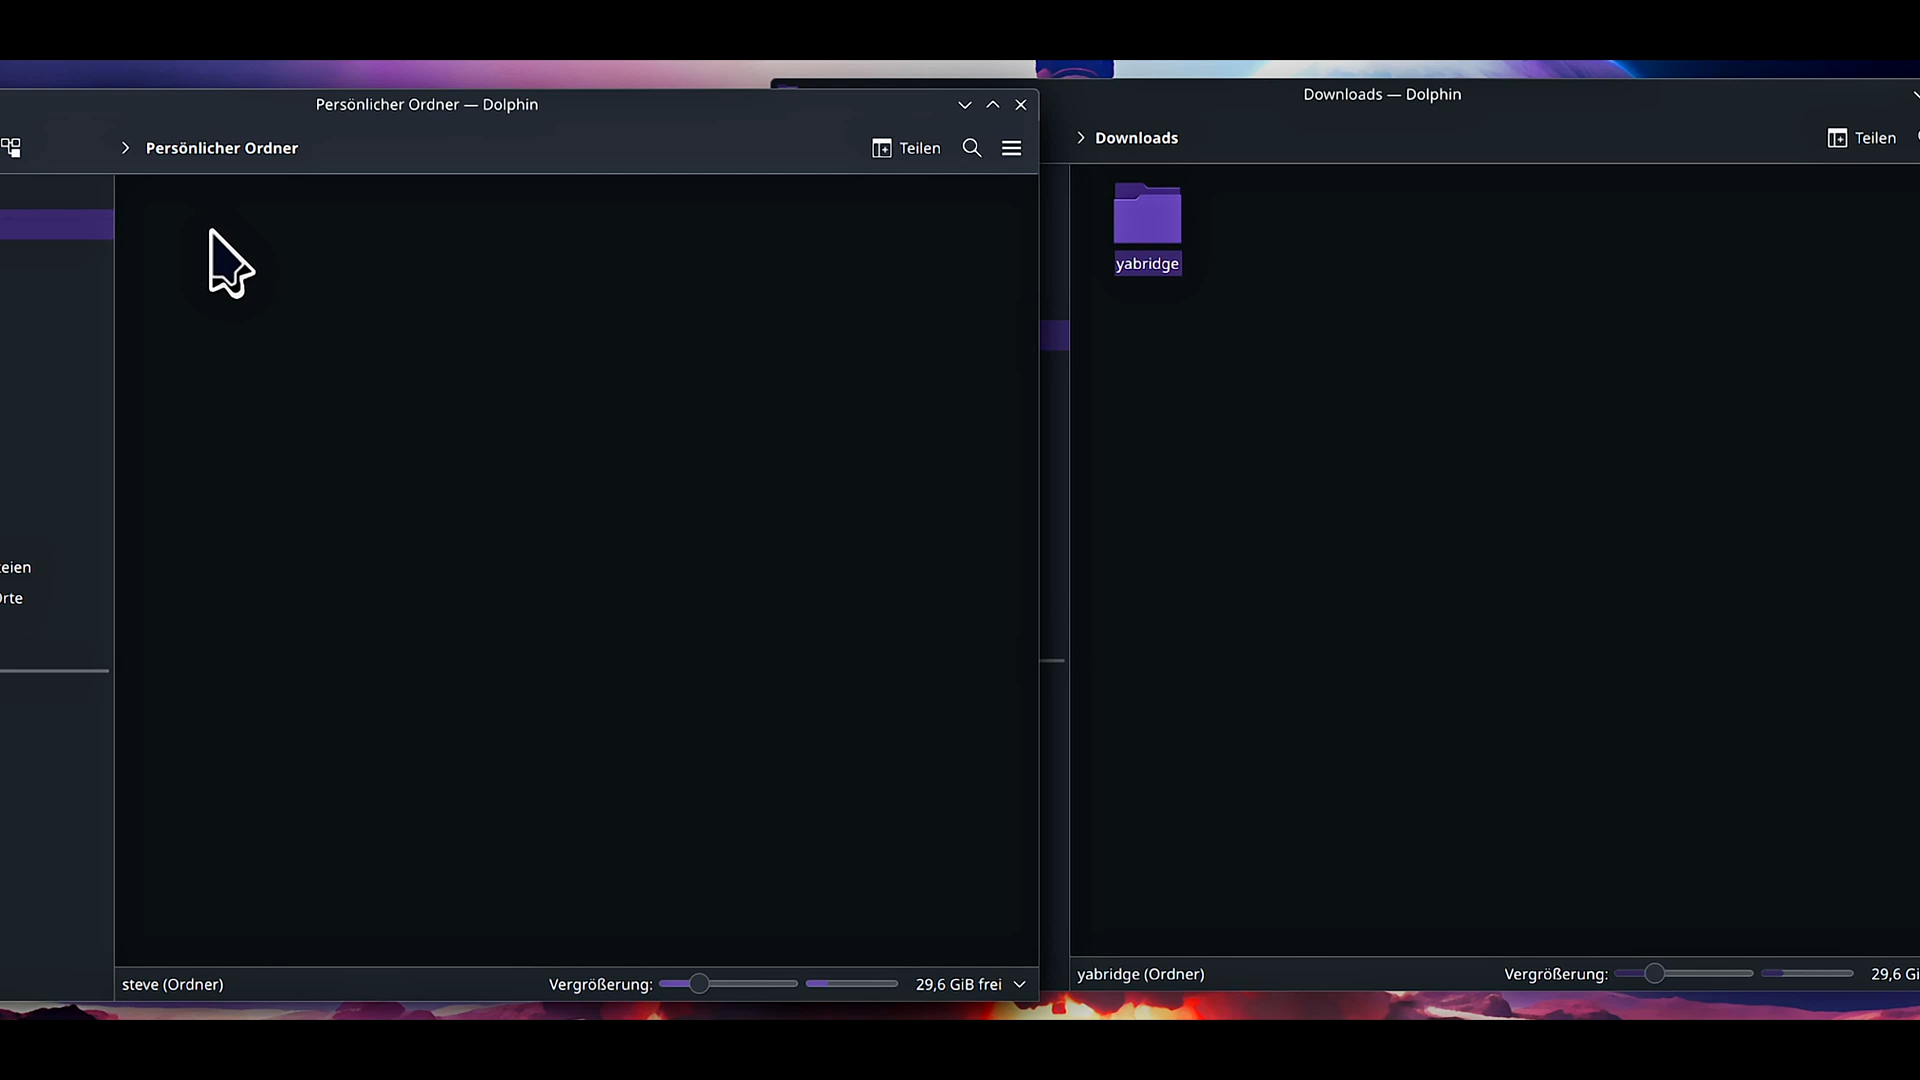 Persönlicher Ordner — Dolphin
Persönlicher Ordner
Teilen
eien
Orte
steve (Ordner)
Vergrößerung:
29,6 GiB frei
Downloads — Dolphin
Downloads
Teilen
yabridge
yabridge (Ordner)
Vergrößerung:
29,6 Gi